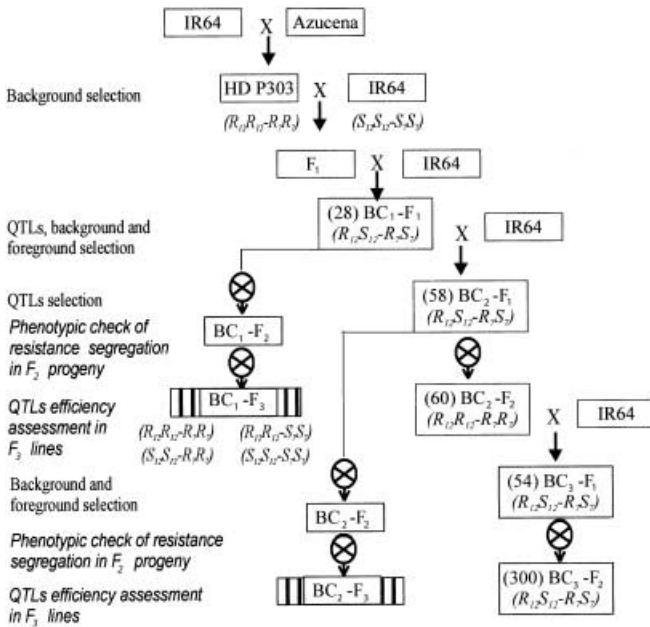 IR64 X Azucena
Background selection HD P303 X IR64
(R₁₂R₁₂-R₇R₇) (S₁₂S₁₂-S₇S₇)
F₁ X IR64
(28) BC₁-F₁
(R₁₂S₁₂-R₇S₇)
QTLs, background and
foreground selection
X IR64
QTLs selection
(58) BC₂-F₁
(R₁₂S₁₂-R₇S₇)
Phenotypic check of
resistance segregation
in F₂ progeny
BC₁-F₂
QTLs efficiency
assessment in
F₃ lines
BC₁-F₃
(R₁₂R₁₂-R₇R₇) (R₁₂R₁₂-S₇S₇)
(S₁₂S₁₂-R₇R₇) (S₁₂S₁₂-S₇S₇)
(60) BC₂-F₂
(R₁₂R₁₂-R₇R₇)
X IR64
Background and
foreground selection
(54) BC₃-F₁
(R₁₂S₁₂-R₇S₇)
BC₂-F₂
Phenotypic check of resistance
segregation in F₂ progeny
QTLs efficiency assessment
in F₃ lines
BC₂-F₃
(300) BC₃-F₂
(R₁₂S₁₂-R₇S₇)